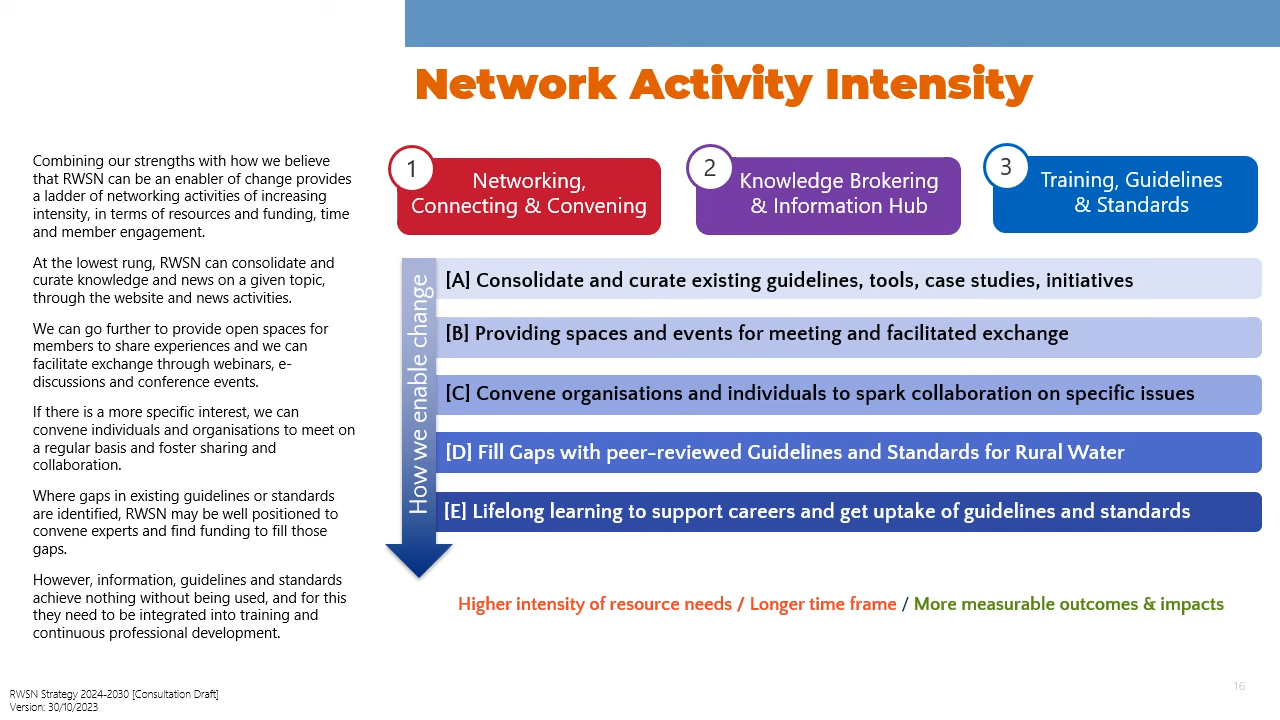 Network Activity Intensity
Combining our strengths with how we believe
that RWSN can be an enabler of change provides
a ladder of networking activities of increasing
intensity, in terms of resources and funding, time
and member engagement.
At the lowest rung, RWSN can consolidate and
curate knowledge and news on a given topic,
through the website and news activities.
We can go further to provide open spaces for
members to share experiences and we can
facilitate exchange through webinars, e-
discussions and conference events.
If there is a more specific interest, we can
convene individuals and organisations to meet on
a regular basis and foster sharing and
collaboration.
Where gaps in existing guidelines or standards
are identified, RWSN may be well positioned to
convene experts and find funding to fill those
gaps.
However, information, guidelines and standards
achieve nothing without being used, and for this
they need to be integrated into training and
continuous professional development.
1
Networking,
Connecting & Convening
2
Knowledge Brokering
& Information Hub
3
Training, Guidelines
& Standards
How we enable change
[A] Consolidate and curate existing guidelines, tools, case studies, initiatives
[B] Providing spaces and events for meeting and facilitated exchange
[C] Convene organisations and individuals to spark collaboration on specific issues
[D] Fill Gaps with peer-reviewed Guidelines and Standards for Rural Water
[E] Lifelong learning to support careers and get uptake of guidelines and standards
Higher intensity of resource needs / Longer time frame / More measurable outcomes & impacts
RWSN Strategy 2024-2030 [Consultation Draft]
Version: 30/10/2023
16